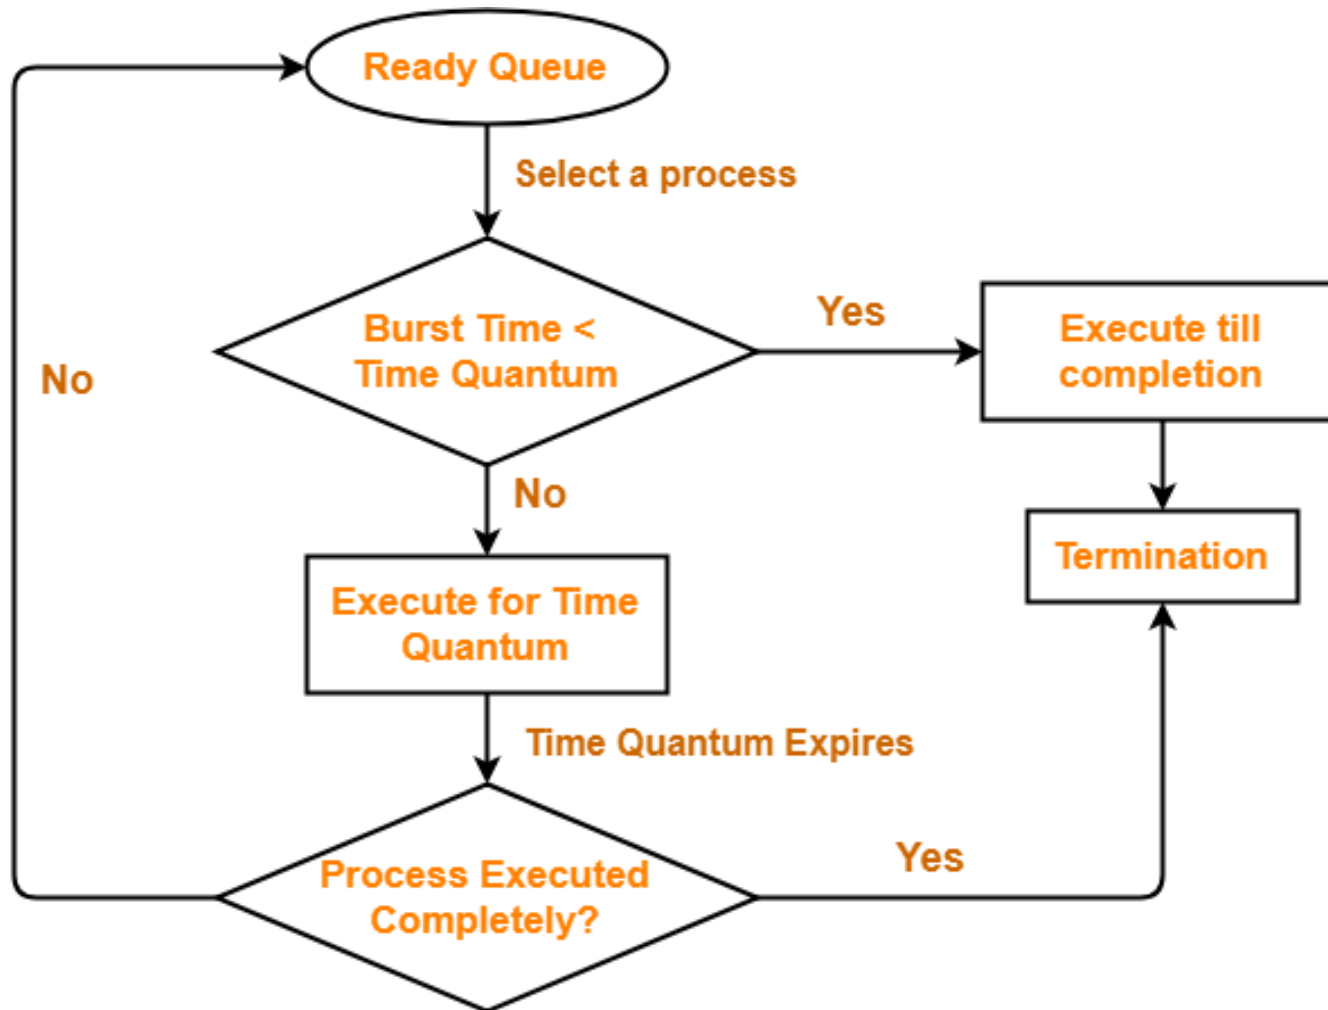 Ready Queue
Select a process
Burst Time <
Time Quantum
Yes
Execute till
completion
No
No
Termination
Execute for Time
Quantum
Time Quantum Expires
Process Executed
Completely?
Yes